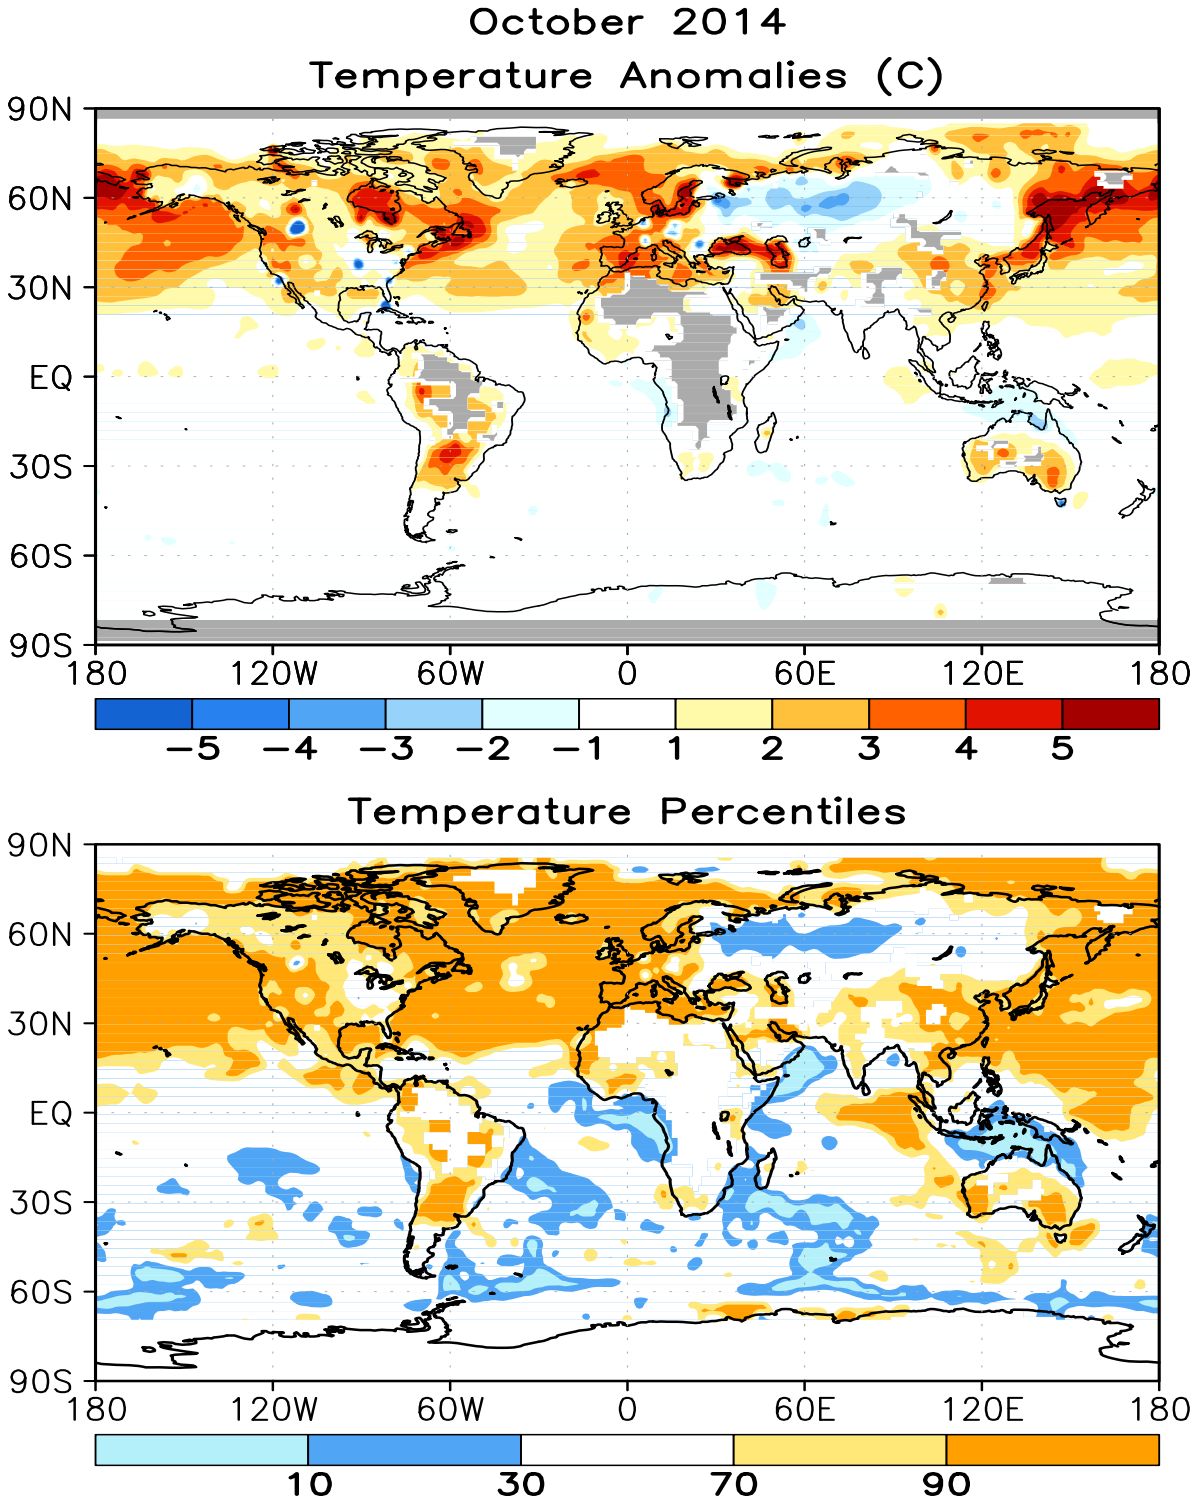 October 2014
Temperature Anomalies (C)
90N
60N
30N
EQ
30S
60S
90S
180 120W 60W 0 60E 120E 180
-5 -4 -3 -2 -1 1 2 3 4 5
Temperature Percentiles
90N
60N
30N
EQ
30S
60S
90S
180 120W 60W 0 60E 120E 180
10 30 70 90